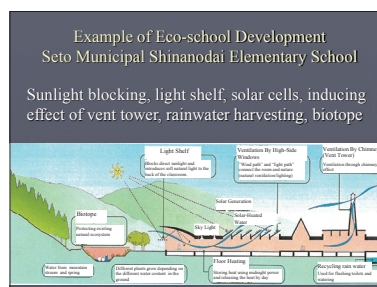 Example of Eco-school Development
Seto Municipal Shinanodai Elementary School
Sunlight blocking, light shelf, solar cells, inducing
effect of vent tower, rainwater harvesting, biotope
Light Shelf
Blocks direct sunlight and
introduces soft natural light to the
back of the classroom.
Ventilation By High-Side
Windows
"Wind path" and "light path"
connect the room and nature
(natural ventilation/lighting)
Ventilation By Chimne
(Vent Tower)
Ventilation through chimney
effect
Solar Generation
Solar-Heated
Water
Sky Light
Biotope
Protecting existing
natural ecosystem
Water from mountain
stream and spring
Different plants grow depending on
the different water content in the
ground
Floor Heating
Storing heat using midnight power
and releasing the heat by day
Recycling rain water
Used for flushing toilets and
watering